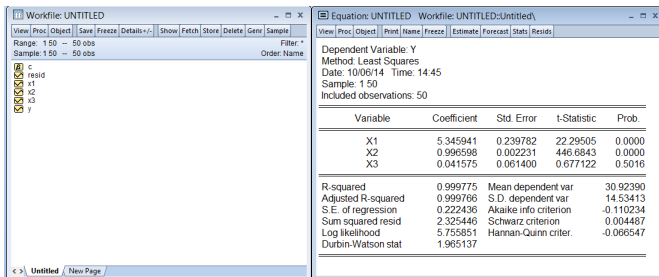 Workfile: UNTITLED
View Proc Object Save Freeze Details+/- Show Fetch Store Delete Genr Sample
Range: 1 50 -- 50 obs Filter: *
Sample: 1 50 -- 50 obs Order: Name
c
resid
x1
x2
x3
y
Untitled New Page
Equation: UNTITLED Workfile: UNTITLED::Untitled\
View Proc Object Print Name Freeze Estimate Forecast Stats Resids
Dependent Variable: Y
Method: Least Squares
Date: 10/06/14 Time: 14:45
Sample: 1 50
Included observations: 50
Variable Coefficient Std. Error t-Statistic Prob.
X1 5.345941 0.239782 22.29505 0.0000
X2 0.996598 0.002231 446.6843 0.0000
X3 0.041575 0.061400 0.677122 0.5016
R-squared 0.999775 Mean dependent var 30.92390
Adjusted R-squared 0.999766 S.D. dependent var 14.53413
S.E. of regression 0.222436 Akaike info criterion -0.110234
Sum squared resid 2.325446 Schwarz criterion 0.004487
Log likelihood 5.755851 Hannan-Quinn criter. -0.066547
Durbin-Watson stat 1.965137